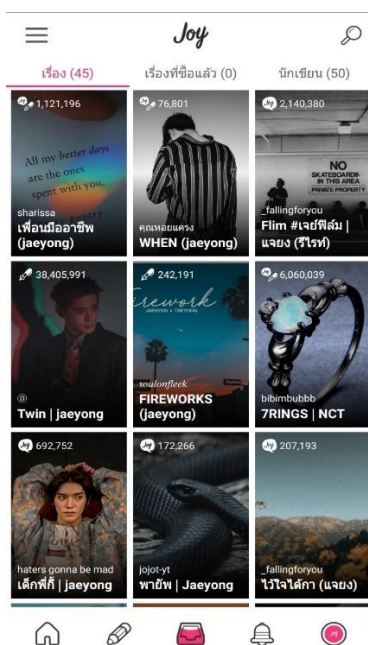 Joy
เรื่อง (45)
เรื่องที่ซื้อแล้ว (0)
นักเขียน (50)
1,121,196
All my better days
are the ones
spent with you.
sharissa
เพื่อนมืออาชีพ
(jaeyong)
76,801
คุณหอยแครง
WHEN (jaeyong)
2,140,380
NO
SKATEBOARDING
IN THIS AREA
PRIVATE PROPERTY
_fallingforyou
Flim #เจย์ฟิล์ม |
แจยง (รีไรท์)
38,405,991
D
Twin | jaeyong
242,191
irework
JAEHYUN x TAEYONG
soulonfleek
FIREWORKS
(jaeyong)
6,060,039
bibimbubbb
7RINGS | NCT
692,752
haters gonna be mad
เด็กพี่กี้ | jaeyong
172,266
jojot-yt
พายัพ | Jaeyong
207,193
_fallingforyou
ไว้ใจได้กา (แจยง)